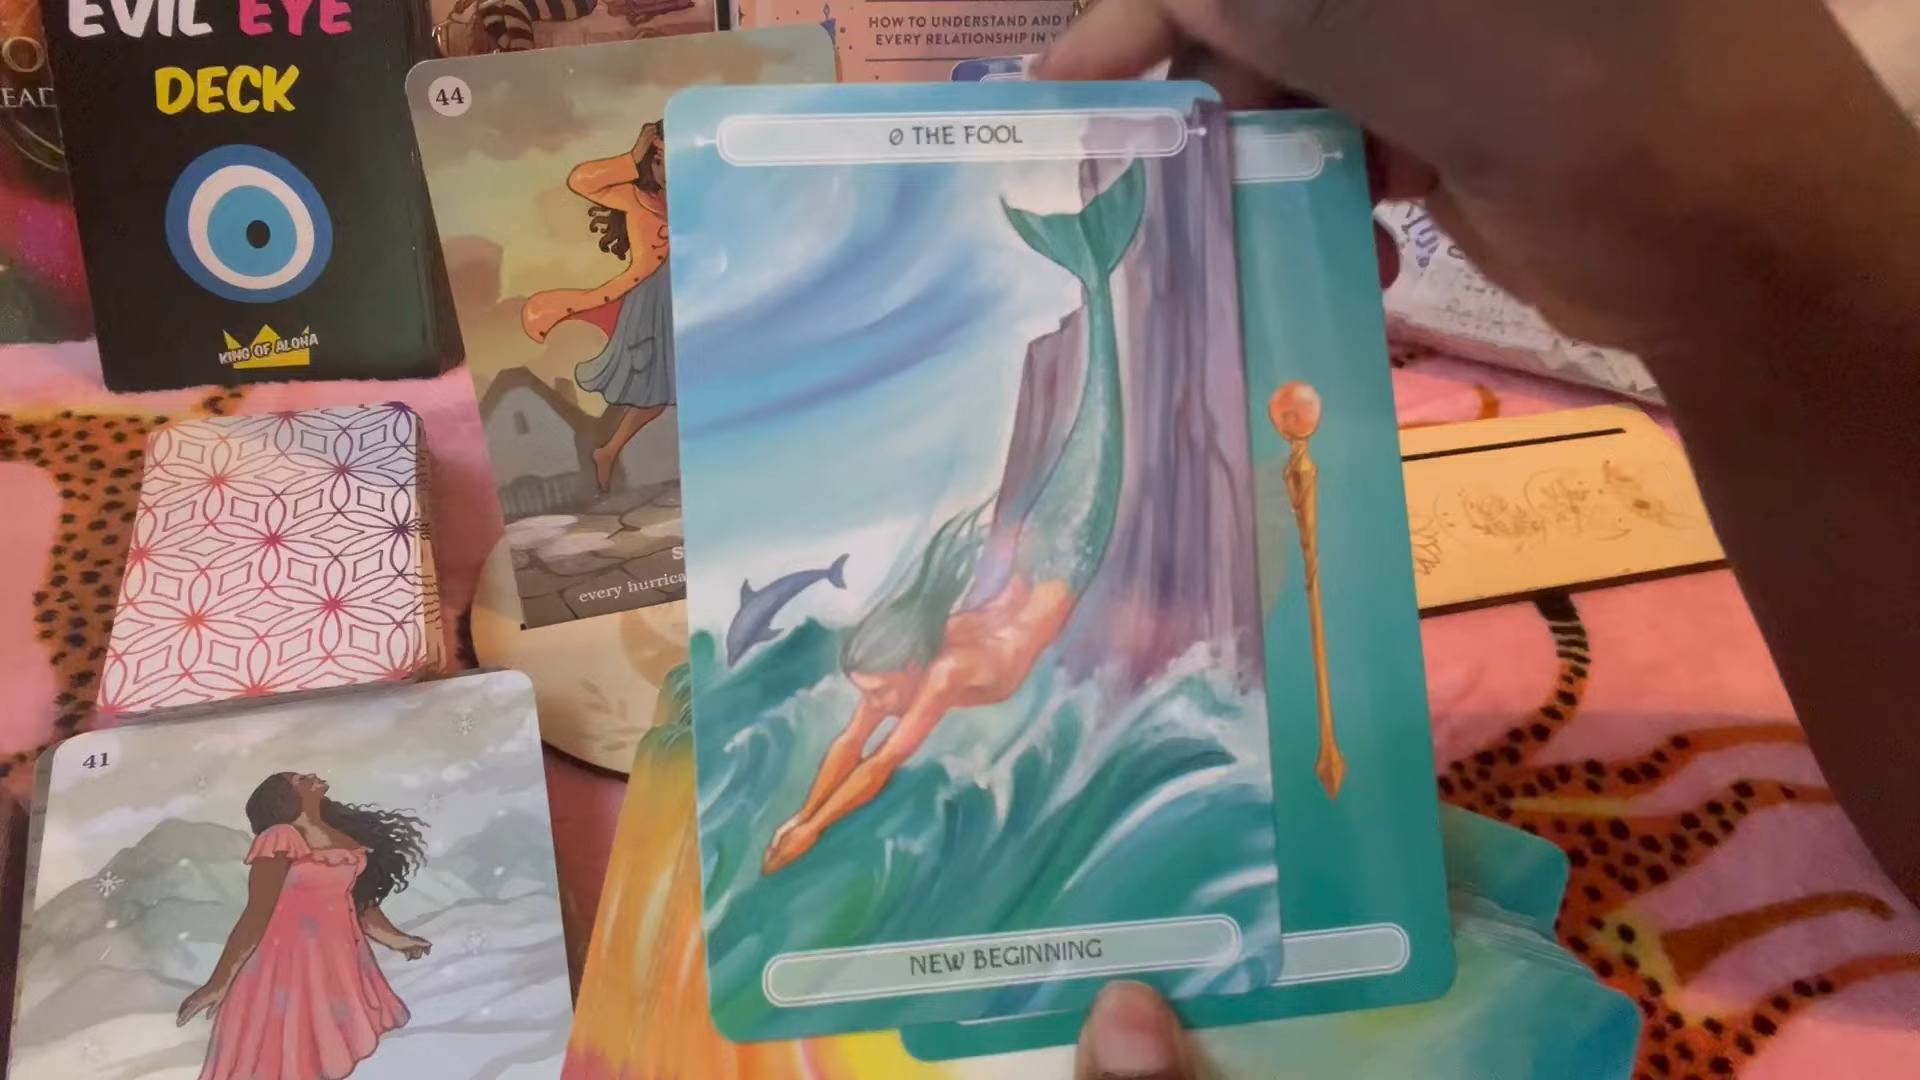 EVIL EYE
DECK
KING OF ALOHA
HOW TO UNDERSTAND AND
EVERY RELATIONSHIP IN
44
0 THE FOOL
every
NEW BEGINNING
41